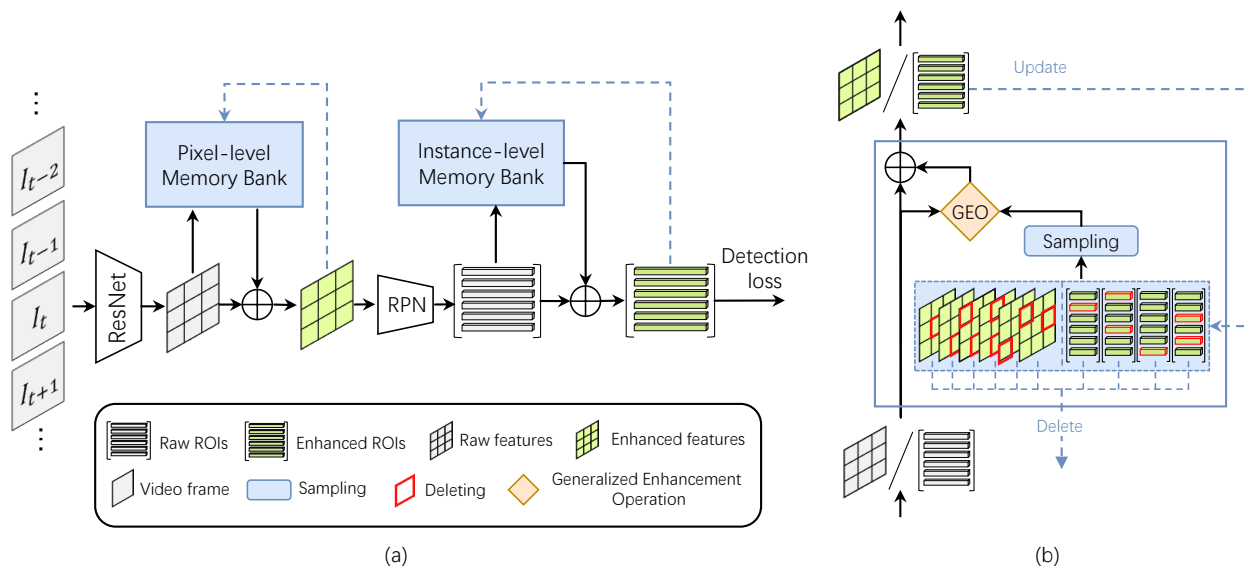 ...
I_{t-2}
I_{t-1}
I_t
I_{t+1}
...
ResNet
Pixel-level
Memory Bank
RPN
Instance-level
Memory Bank
Detection
loss
Raw ROIs
Enhanced ROIs
Raw features
Enhanced features
Video frame
Sampling
Deleting
Generalized Enhancement
Operation
(a)
Update
GEO
Sampling
Delete
(b)